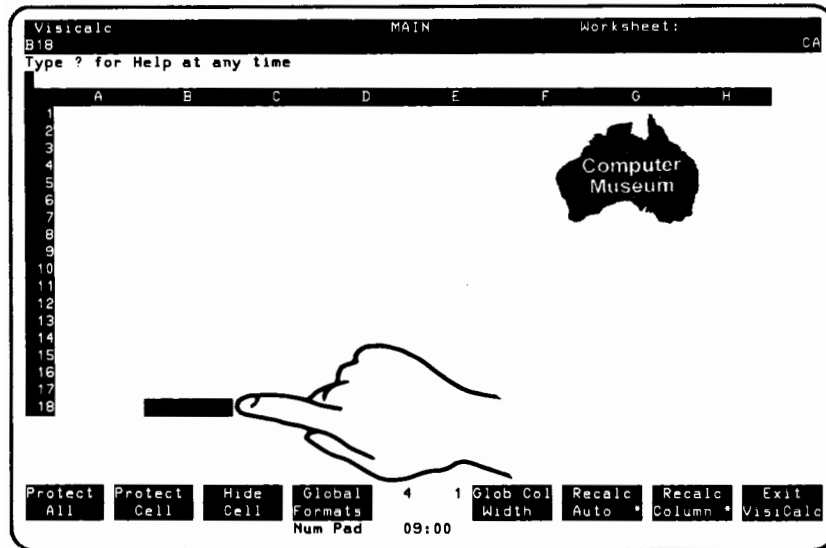 Visicalc MAIN Worksheet:
B18 CA
Type ? for Help at any time
A B C D E F G H
1
2
3
4
5
6
7
8
9
10
11
12
13
14
15
16
17
18
Computer
Museum
Protect Protect Hide Global 4 1 Glob Col Recalc Recalc Exit
All Cell Cell Formats Width Auto * Column * VisiCalc
Num Pad 09:00